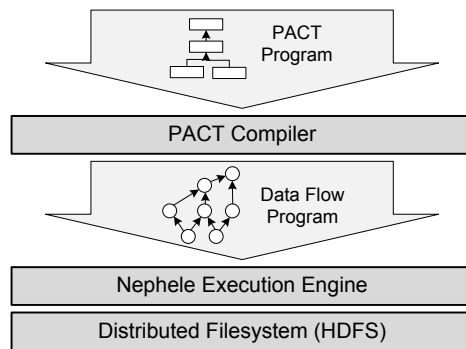 PACT
Program
PACT Compiler
Data Flow
Program
Nephele Execution Engine
Distributed Filesystem (HDFS)